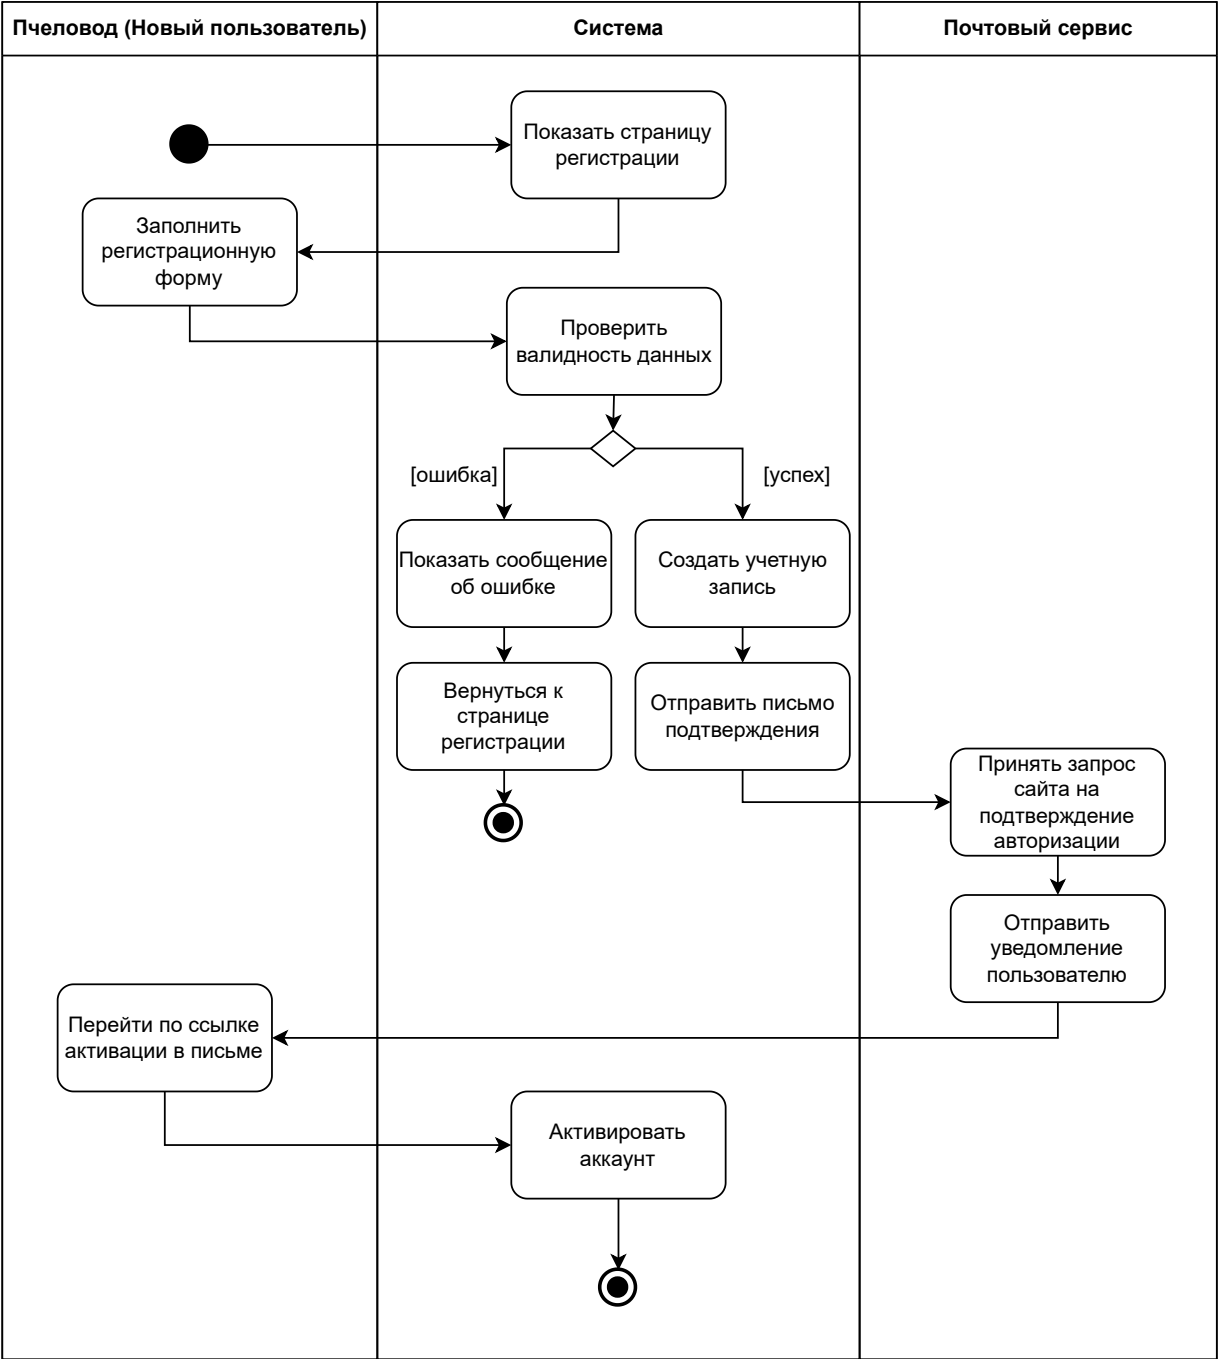 Пчеловод (Новый пользователь)
Система
Почтовый сервис
Показать страницу
регистрации
Заполнить
регистрационную
форму
Проверить
валидность данных
[ошибка]
[успех]
Показать сообщение
об ошибке
Создать учетную
запись
Вернуться к
странице
регистрации
Отправить письмо
подтверждения
Принять запрос
сайта на
подтверждение
авторизации
Отправить
уведомление
пользователю
Перейти по ссылке
активации в письме
Активировать
аккаунт